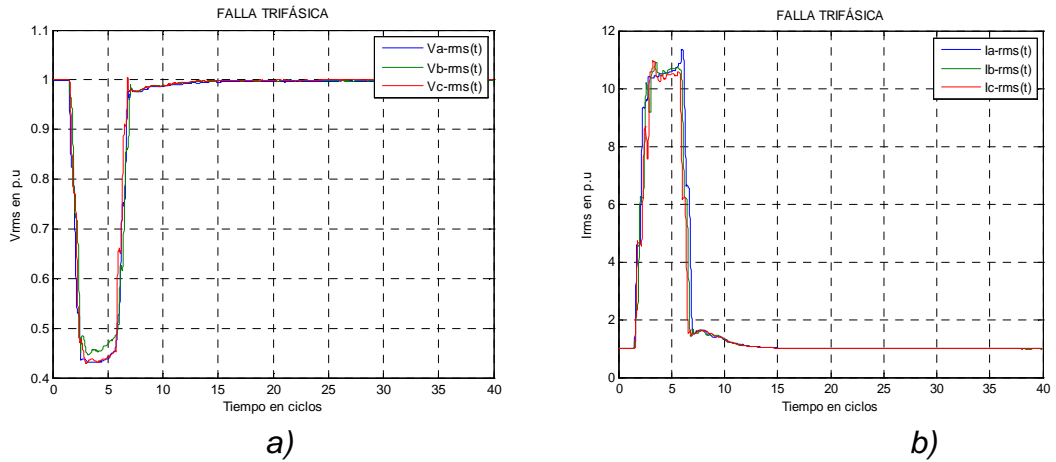 FALLA TRIFÁSICA
1.1
1
0.9
0.8
0.7
0.6
0.5
0.4
Vrms en p.u
Va-rms(t)
Vb-rms(t)
Vc-rms(t)
0 5 10 15 20 25 30 35 40
Tiempo en ciclos
a)
FALLA TRIFÁSICA
12
10
8
6
4
2
0
Irms en p.u
Ia-rms(t)
Ib-rms(t)
Ic-rms(t)
0 5 10 15 20 25 30 35 40
Tiempo en ciclos
b)